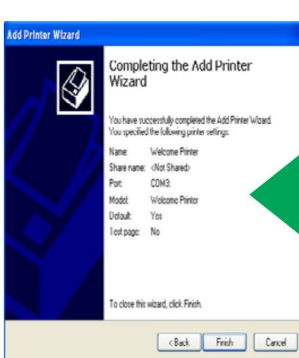 Add Printer Wizard
Completing the Add Printer
Wizard
You have successfully completed the Add Printer Wizard.
You specified the following printer settings:
Name: Welcome Printer
Share name: <Not Shared>
Port: COM3:
Model: Welcome Printer
Default: Yes
Test page: No
To close this wizard, click Finish.
< Back Finish Cancel